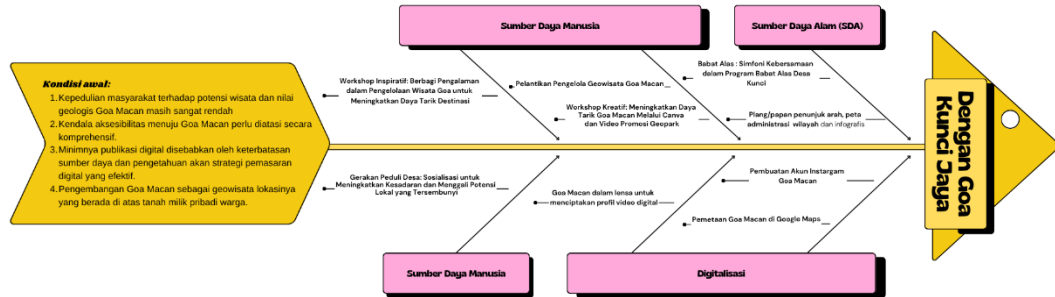 Sumber Daya Manusia
Sumber Daya Alam (SDA)
Kondisi awal:
1. Kepedulian masyarakat terhadap potensi wisata dan nilai
geologis Goa Macan masih sangat rendah
2. Kendala aksesibilitas menuju Goa Macan perlu diatasi secara
komprehensif.
3. Minimnya publikasi digital disebabkan oleh keterbatasan
sumber daya dan pengetahuan akan strategi pemasaran
digital yang efektif.
4. Pengembangan Goa Macan sebagai geowisata lokasinya
yang berada di atas tanah milik pribadi warga.
Workshop Inspiratif: Berbagi Pengalaman
dalam Pengelolaan Wisata Goa untuk
Meningkatkan Daya Tarik Destinasi
Pelantikan Pengelola Geowisata Goa Macan
Workshop Kreatif: Meningkatkan Daya
Tarik Goa Macan Melalui Canva
dan Video Promosi Geopark
Babat Alas : Simfoni Kebersamaan
dalam Program Babat Alas Desa
Kunci
Plang/papan penunjuk arah, peta
administrasi wilayah dan infografis
Gerakan Peduli Desa: Sosialisasi untuk
Meningkatkan Kesadaran dan Menggali Potensi
Lokal yang Tersembunyi
Goa Macan dalam lensa untuk
menciptakan profil video digital
Pembuatan Akun Instargam
Goa Macan
Pemetaan Goa Macan di Google Maps
Sumber Daya Manusia
Digitalisasi
Dengan Goa
Kunci Jaya